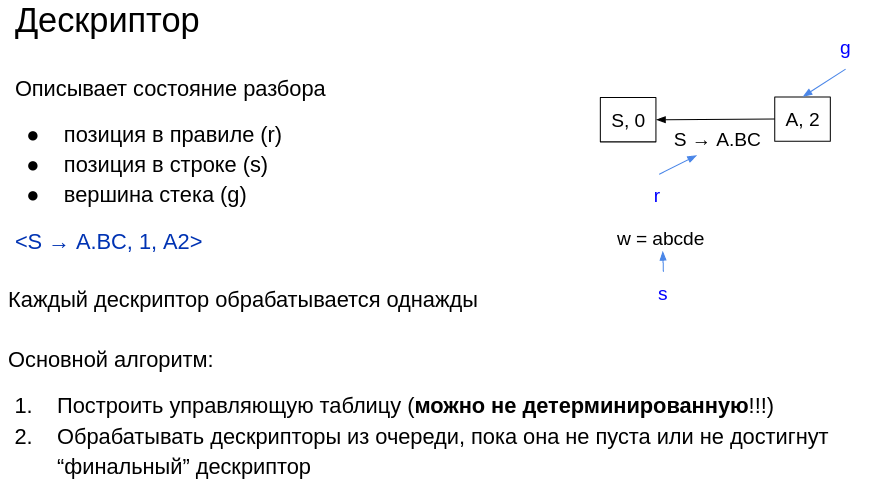 Дескриптор
Описывает состояние разбора
● позиция в правиле (r)
● позиция в строке (s)
● вершина стека (g)
<S → A.BC, 1, A2>
g
S, 0
A, 2
S → A.BC
r
w = abcde
s
Каждый дескриптор обрабатывается однажды
Основной алгоритм:
1. Построить управляющую таблицу (можно не детерминированную!!!)
2. Обрабатывать дескрипторы из очереди, пока она не пуста или не достигнут
“финальный” дескриптор